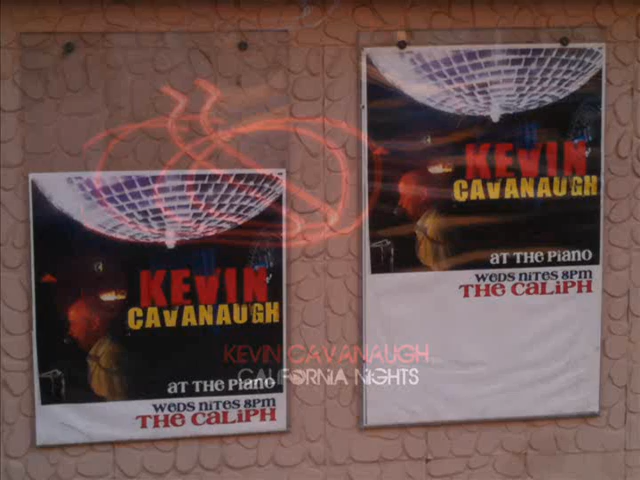 KEVIN
CAVANAUGH
AT THE PIANO
WEDS NITES 8PM
THE CALIPH
KEVIN
CAVANAUGH
AT THE PIANO
WEDS NITES 8PM
THE CALIPH
KEVIN CAVANAUGH
CALIFORNIA NIGHTS